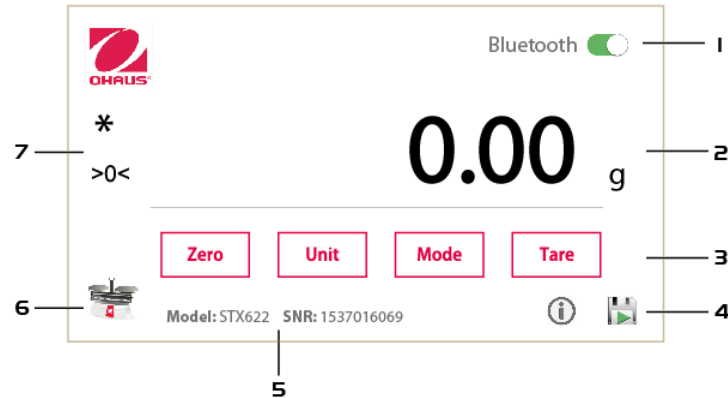 OHAUS
Bluetooth
1
*
0.00 g
2
7
>0<
Zero Unit Mode Tare
3
6
Model: STX622 SNR: 1537016069
i
4
5